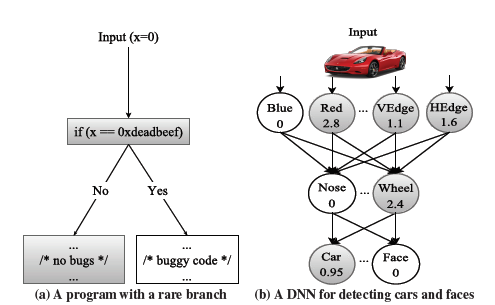 Input (x=0)
if (x == 0xdeadbeef)
No
Yes
...
/* no bugs */
...
...
/* buggy code */
...
(a) A program with a rare branch
Input
Blue
0
Red
2.8
...
VEdge
1.1
HEdge
1.6
Nose
0
...
Wheel
2.4
Car
0.95
...
Face
0
(b) A DNN for detecting cars and faces